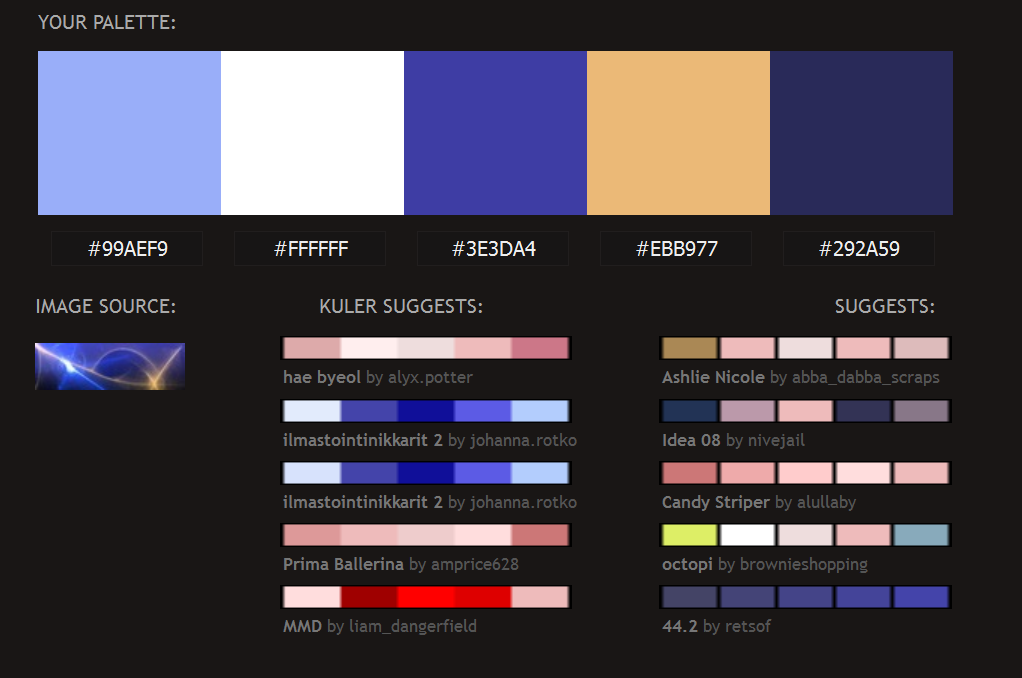 YOUR PALETTE:
#99AEF9
#FFFFFF
#3E3DA4
#EBB977
#292A59
IMAGE SOURCE:
KULER SUGGESTS:
hae byeol by alyx.potter
ilmastointinikkarit 2 by johanna.rotko
ilmastointinikkarit 2 by johanna.rotko
Prima Ballerina by amprice628
MMD by liam_dangerfield
SUGGESTS:
Ashlie Nicole by abba_dabba_scraps
Idea 08 by nivejail
Candy Striper by alullaby
octopi by brownieshopping
44.2 by retsof